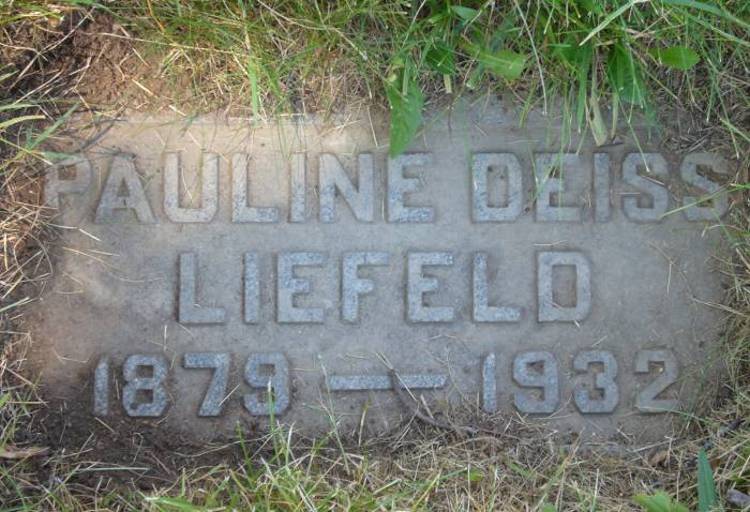 PAULINE DEISS
LIEFELD
1879 — 1932